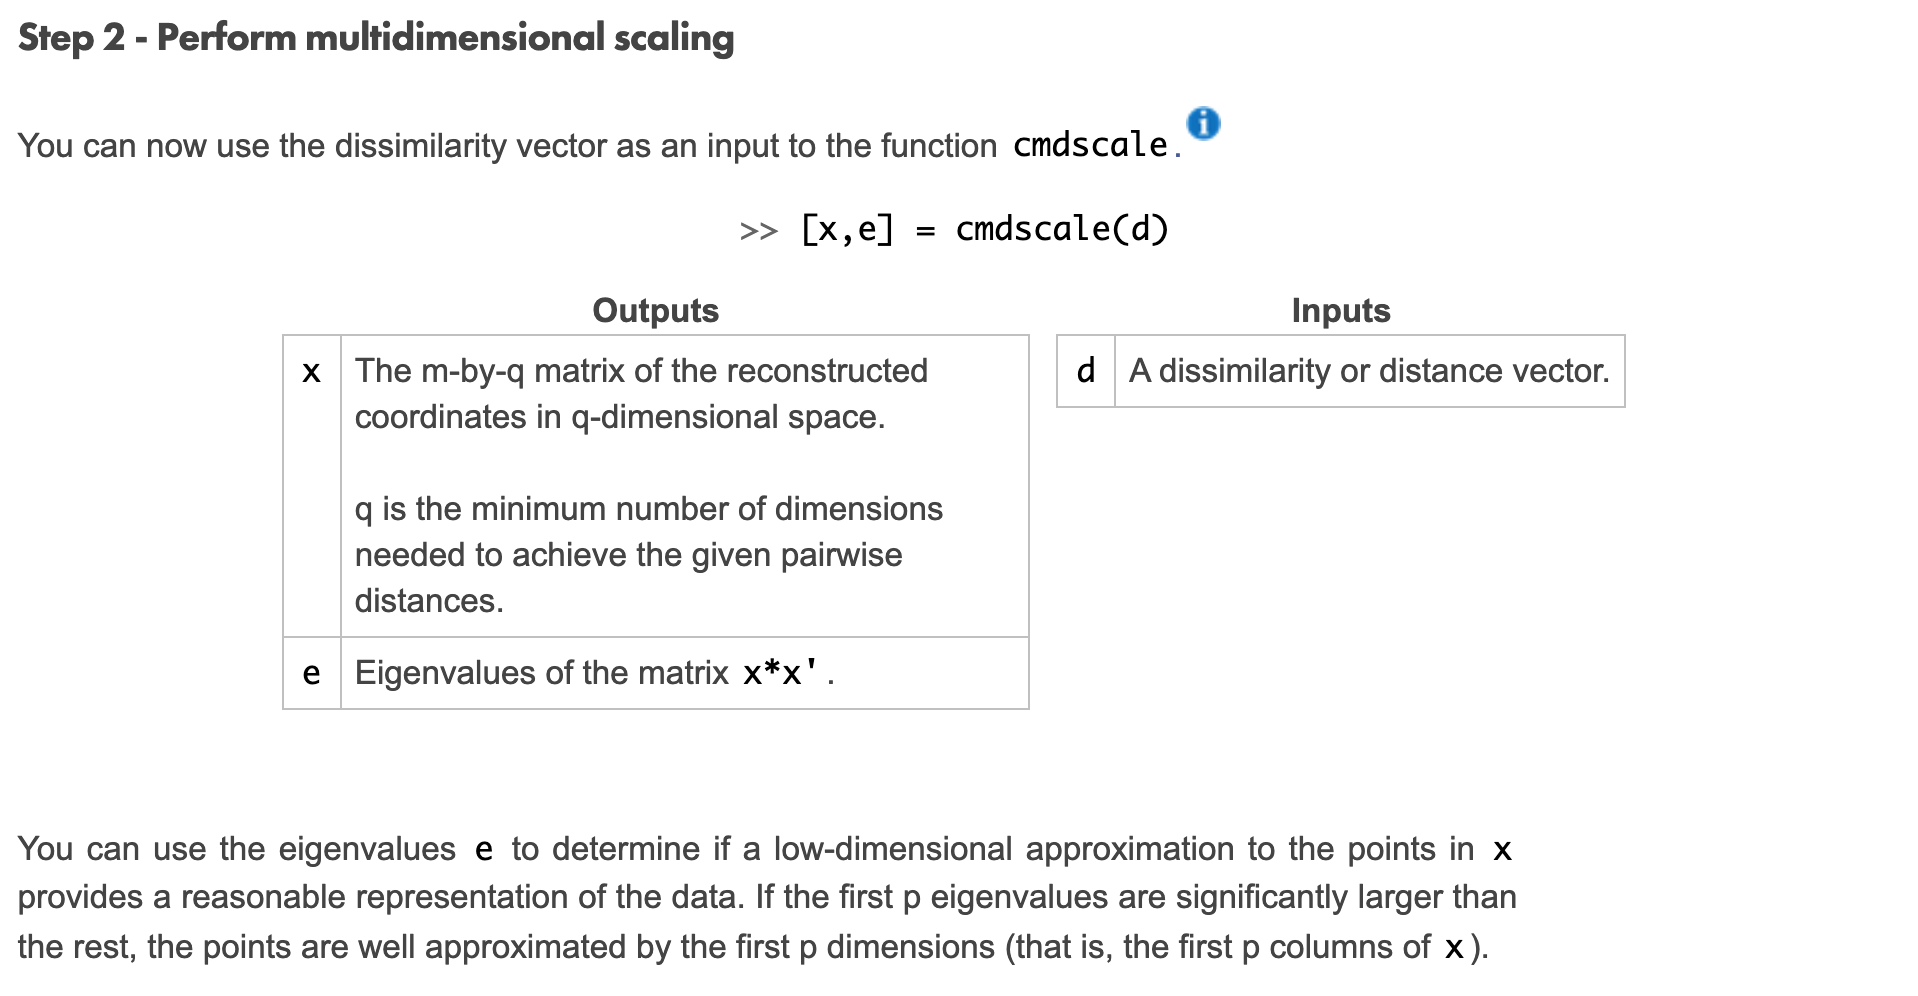 Step 2 - Perform multidimensional scaling
You can now use the dissimilarity vector as an input to the function cmdscale.
>> [x,e] = cmdscale(d)
Outputs
x The m-by-q matrix of the reconstructed
coordinates in q-dimensional space.
q is the minimum number of dimensions
needed to achieve the given pairwise
distances.
e Eigenvalues of the matrix x*x'.
Inputs
d A dissimilarity or distance vector.
You can use the eigenvalues e to determine if a low-dimensional approximation to the points in x
provides a reasonable representation of the data. If the first p eigenvalues are significantly larger than
the rest, the points are well approximated by the first p dimensions (that is, the first p columns of x).